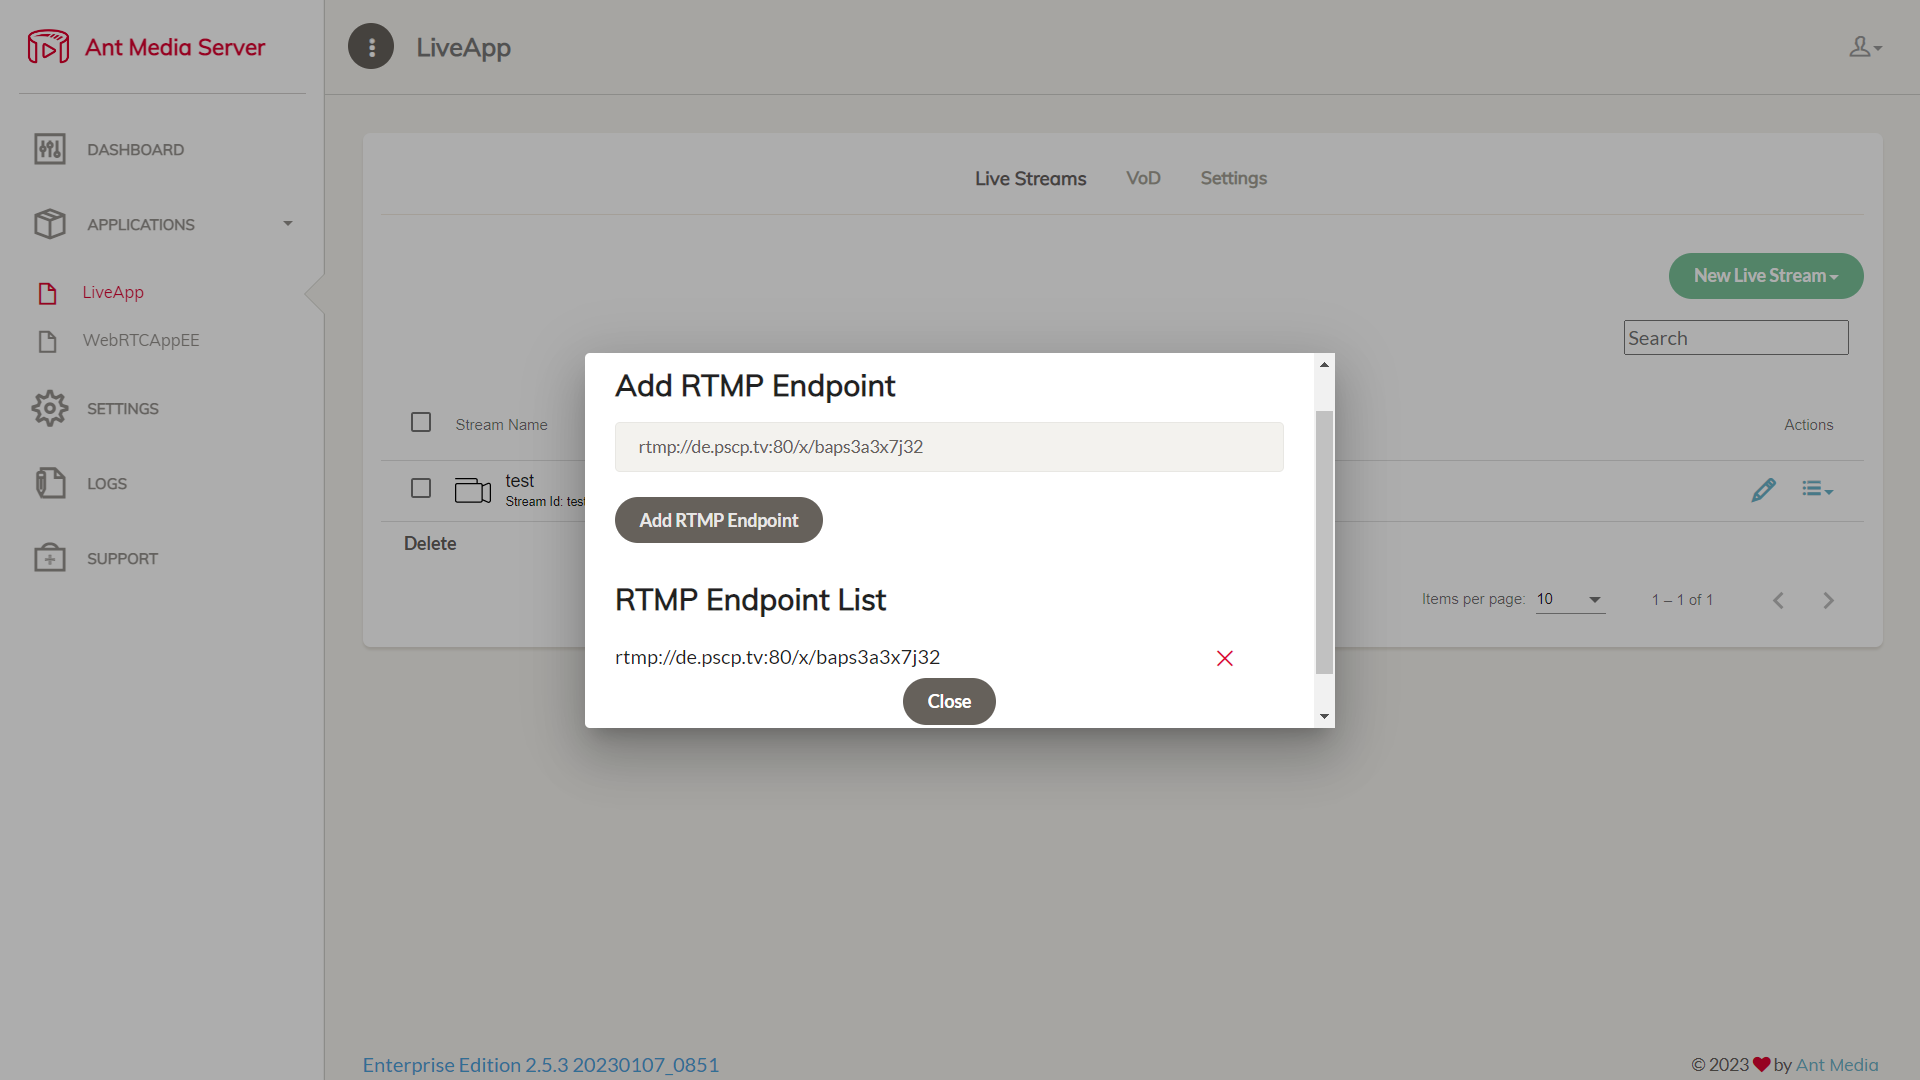 Ant Media Server
LiveApp
DASHBOARD
APPLICATIONS
LiveApp
WebRTCAppEE
SETTINGS
LOGS
SUPPORT
Live Streams VoD Settings
New Live Stream
Search
Stream Name
Actions
test
Stream Id: test
Delete
Items per page: 10 1 – 1 of 1
Add RTMP Endpoint
rtmp://de.pscp.tv:80/x/baps3a3x7j32
Add RTMP Endpoint
RTMP Endpoint List
rtmp://de.pscp.tv:80/x/baps3a3x7j32
Close
Enterprise Edition 2.5.3 20230107_0851
© 2023 ❤ by Ant Media